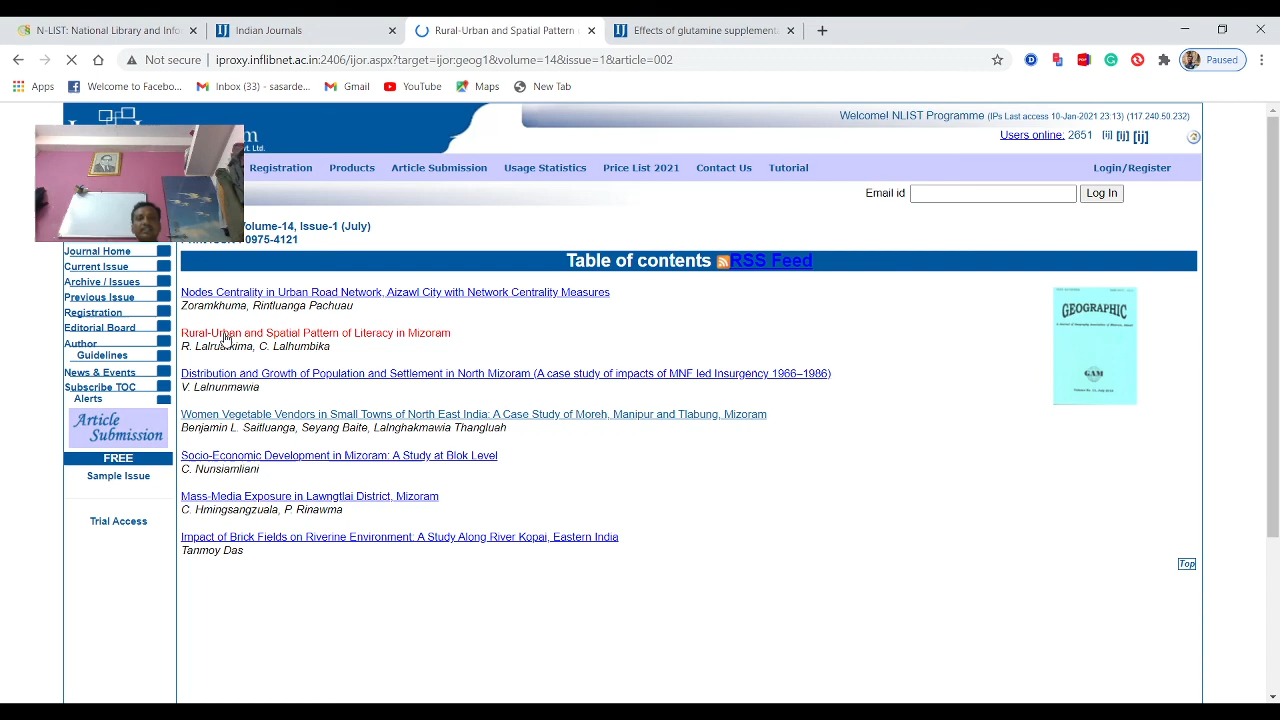 N-LIST: National Library and Info
Indian Journals
Rural-Urban and Spatial Pattern
Effects of glutamine supplement
Not secure
iproxy.inflibnet.ac.in:2406/ijor.aspx?target=ijor:geog1&volume=14&issue=1&article=002
Paused
Apps
Welcome to Facebo...
Inbox (33) - sasarde...
Gmail
YouTube
Maps
New Tab
Welcome! NLIST Programme (IPs Last access 10-Jan-2021 23:13) (117.240.50.232)
Users online: 2651 [ij] [ij] [ij]
vt. Ltd.
Registration
Products
Article Submission
Usage Statistics
Price List 2021
Contact Us
Tutorial
Login/Register
Email id
Log In
olume-14, Issue-1 (July)
0975-4121
Table of contents RSS Feed
Journal Home
Current Issue
Archive / Issues
Previous Issue
Registration
Editorial Board
Author
Guidelines
News & Events
Subscribe TOC
Alerts
Article
Submission
FREE
Sample Issue
Trial Access
Nodes Centrality in Urban Road Network, Aizawl City with Network Centrality Measures
Zoramkhuma, Rintluanga Pachuau
Rural-Urban and Spatial Pattern of Literacy in Mizoram
R. Lalruatkima, C. Lalhumbika
Distribution and Growth of Population and Settlement in North Mizoram (A case study of impacts of MNF led Insurgency 1966–1986)
V. Lalnunmawia
Women Vegetable Vendors in Small Towns of North East India: A Case Study of Moreh, Manipur and Tlabung, Mizoram
Benjamin L. Saitluanga, Seyang Baite, Lalnghakmawia Thangluah
Socio-Economic Development in Mizoram: A Study at Blok Level
C. Nunsiamliani
Mass-Media Exposure in Lawngtlai District, Mizoram
C. Hmingsangzuala, P. Rinawma
Impact of Brick Fields on Riverine Environment: A Study Along River Kopai, Eastern India
Tanmoy Das
GEOGRAPHIC
GAM
Top